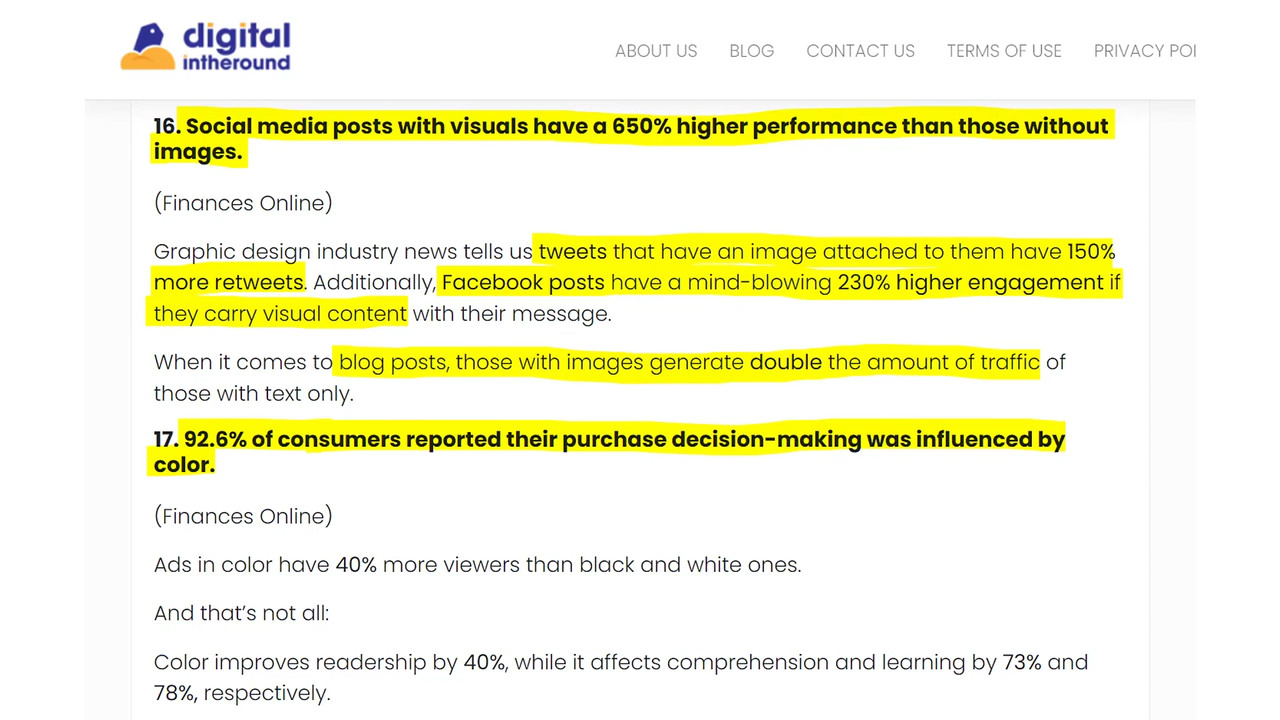 digital
intheround
ABOUT US BLOG CONTACT US TERMS OF USE PRIVACY POI
16. Social media posts with visuals have a 650% higher performance than those without
images.
(Finances Online)
Graphic design industry news tells us tweets that have an image attached to them have 150%
more retweets. Additionally, Facebook posts have a mind-blowing 230% higher engagement if
they carry visual content with their message.
When it comes to blog posts, those with images generate double the amount of traffic of
those with text only.
17. 92.6% of consumers reported their purchase decision-making was influenced by
color.
(Finances Online)
Ads in color have 40% more viewers than black and white ones.
And that’s not all:
Color improves readership by 40%, while it affects comprehension and learning by 73% and
78%, respectively.